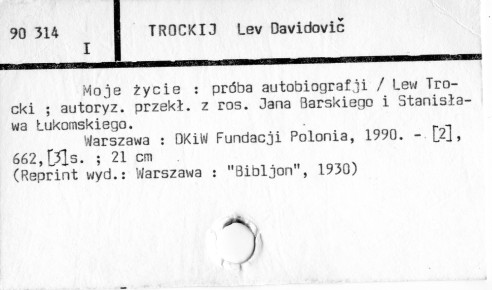 90 314
I
TROCKIJ Lev Davidovič
Moje życie : próba autobiografji / Lew Tro-
cki ; autoryz. przekł. z ros. Jana Barskiego i Stanisła-
wa Łukomskiego.
Warszawa : DKiW Fundacji Polonia, 1990. - [2],
662,[3]s. ; 21 cm
(Reprint wyd.: Warszawa : "Bibljon", 1930)